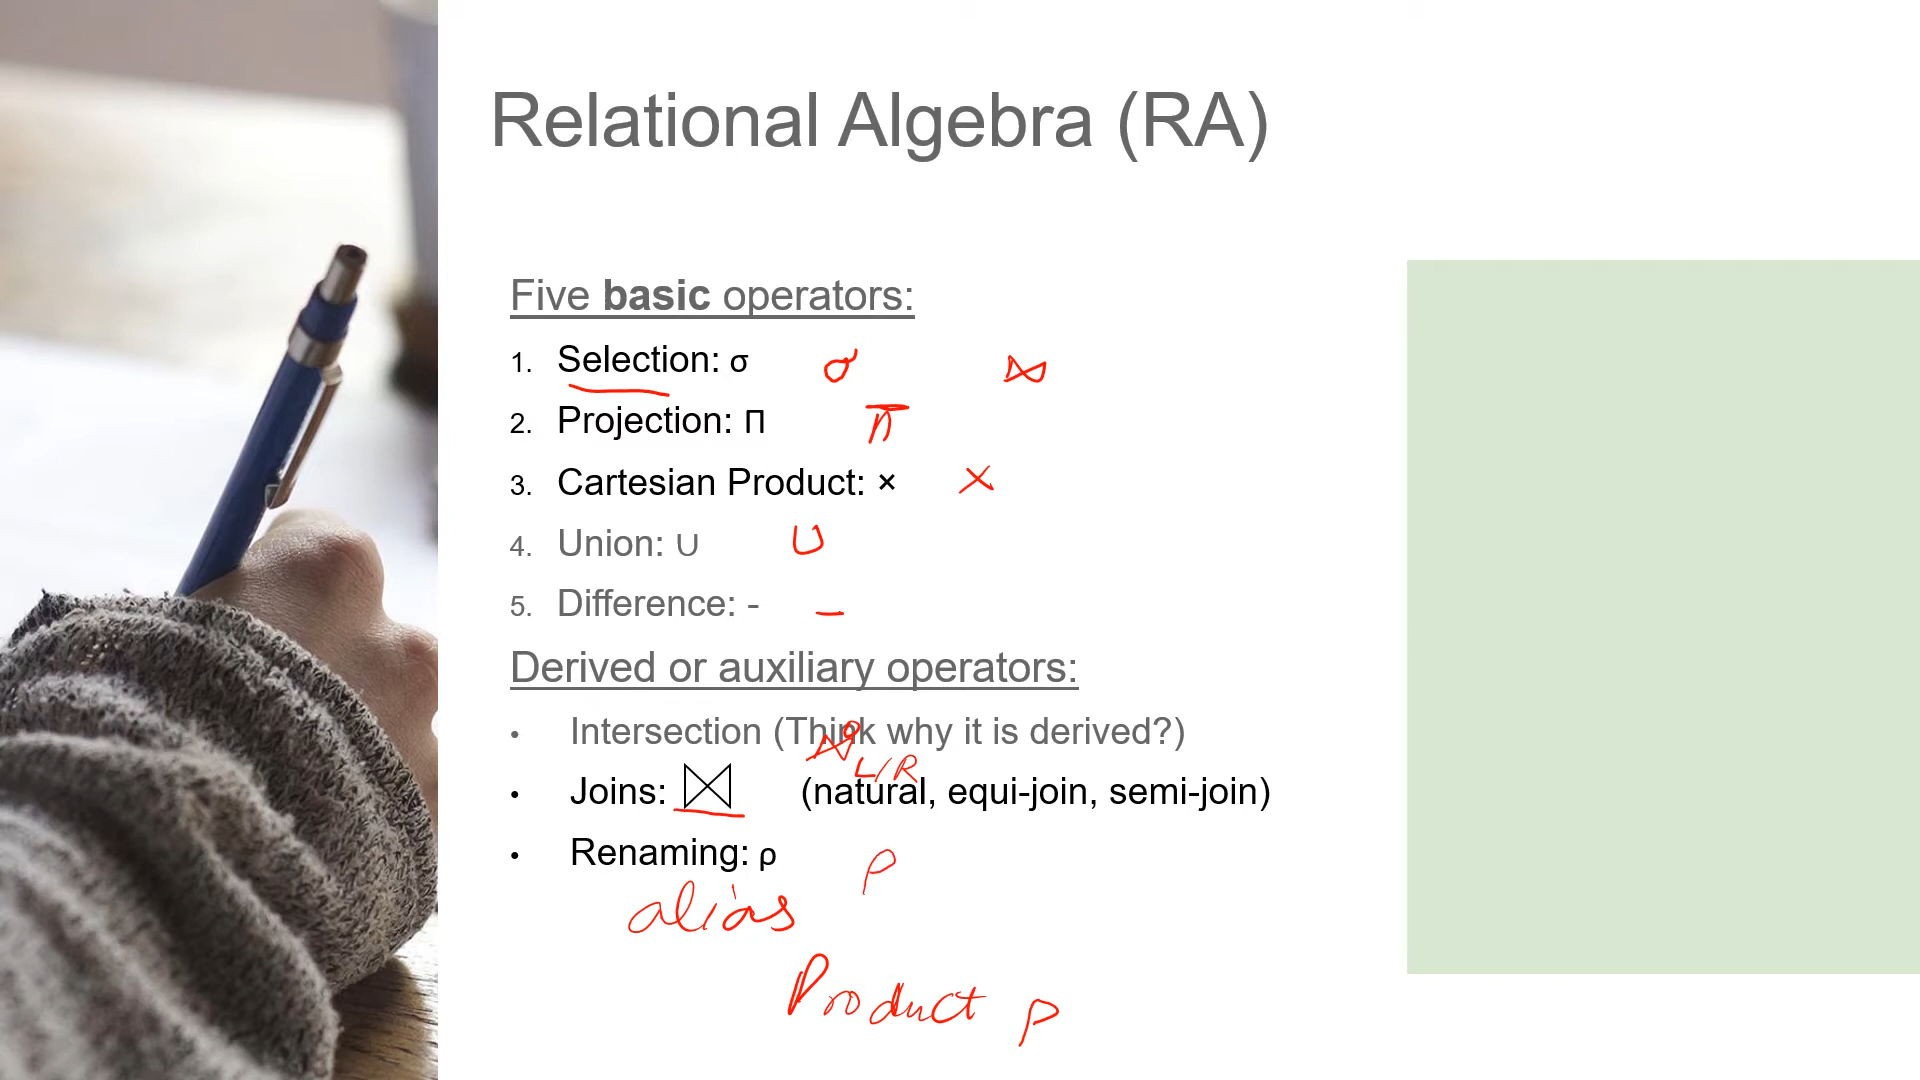 Relational Algebra (RA)
Five basic operators:
1. Selection: σ σ ⋈
2. Projection: Π π
3. Cartesian Product: × ×
4. Union: ∪ ∪
5. Difference: - –
Derived or auxiliary operators:
• Intersection (Think why it is derived?)
⋈ L/R
• Joins: ⋈ (natural, equi-join, semi-join)
• Renaming: ρ ρ
alias
Product p